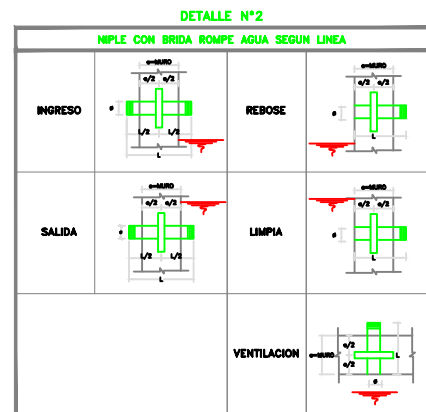 DETALLE N°2
NIPLE CON BRIDA ROMPE AGUA SEGUN LINEA
INGRESO
e=MURO
e/2 e/2
ø
L/2 L/2
L
REBOSE
e=MURO
e/2 e/2
ø
L
SALIDA
e=MURO
e/2 e/2
ø
L/2 L/2
L
LIMPIA
e=MURO
e/2 e/2
ø
L
VENTILACION
e=MURO
e/2
e/2
L
ø